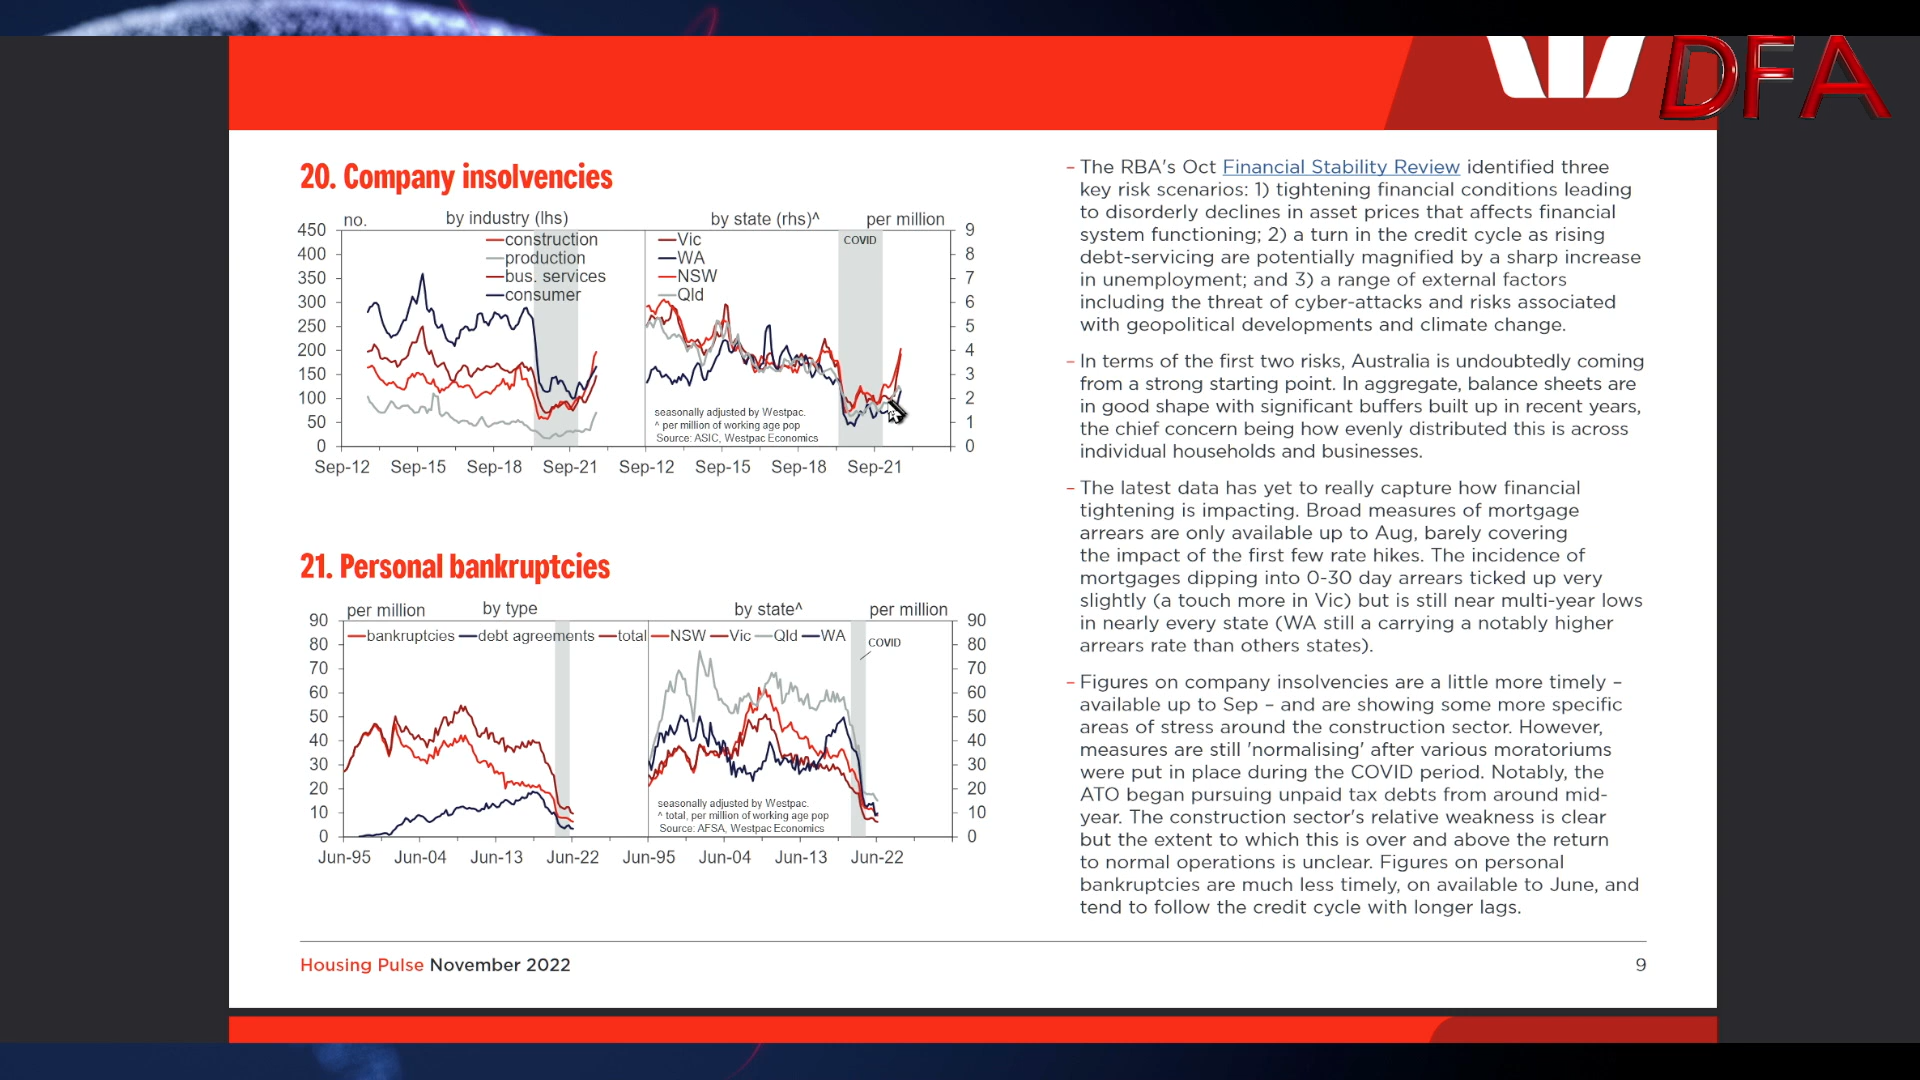 DFA
20. Company insolvencies
no.
by industry (lhs)
by state (rhs)^
per million
450
400
350
300
250
200
150
100
50
0
construction
production
bus. services
consumer
Vic
WA
NSW
Qld
COVID
9
8
7
6
5
4
3
2
1
0
seasonally adjusted by Westpac.
^ per million of working age pop
Source: ASIC, Westpac Economics
Sep-12 Sep-15 Sep-18 Sep-21 Sep-12 Sep-15 Sep-18 Sep-21
21. Personal bankruptcies
per million
by type
by state^
per million
90
80
70
60
50
40
30
20
10
0
bankruptcies debt agreements total NSW Vic Qld WA
COVID
90
80
70
60
50
40
30
20
10
0
seasonally adjusted by Westpac.
^ total, per million of working age pop
Source: AFSA, Westpac Economics
Jun-95 Jun-04 Jun-13 Jun-22 Jun-95 Jun-04 Jun-13 Jun-22
– The RBA's Oct Financial Stability Review identified three
key risk scenarios: 1) tightening financial conditions leading
to disorderly declines in asset prices that affects financial
system functioning; 2) a turn in the credit cycle as rising
debt-servicing are potentially magnified by a sharp increase
in unemployment; and 3) a range of external factors
including the threat of cyber-attacks and risks associated
with geopolitical developments and climate change.
– In terms of the first two risks, Australia is undoubtedly coming
from a strong starting point. In aggregate, balance sheets are
in good shape with significant buffers built up in recent years,
the chief concern being how evenly distributed this is across
individual households and businesses.
– The latest data has yet to really capture how financial
tightening is impacting. Broad measures of mortgage
arrears are only available up to Aug, barely covering
the impact of the first few rate hikes. The incidence of
mortgages dipping into 0-30 day arrears ticked up very
slightly (a touch more in Vic) but is still near multi-year lows
in nearly every state (WA still a carrying a notably higher
arrears rate than others states).
– Figures on company insolvencies are a little more timely –
available up to Sep – and are showing some more specific
areas of stress around the construction sector. However,
measures are still 'normalising' after various moratoriums
were put in place during the COVID period. Notably, the
ATO began pursuing unpaid tax debts from around mid-
year. The construction sector's relative weakness is clear
but the extent to which this is over and above the return
to normal operations is unclear. Figures on personal
bankruptcies are much less timely, on available to June, and
tend to follow the credit cycle with longer lags.
Housing Pulse November 2022
9